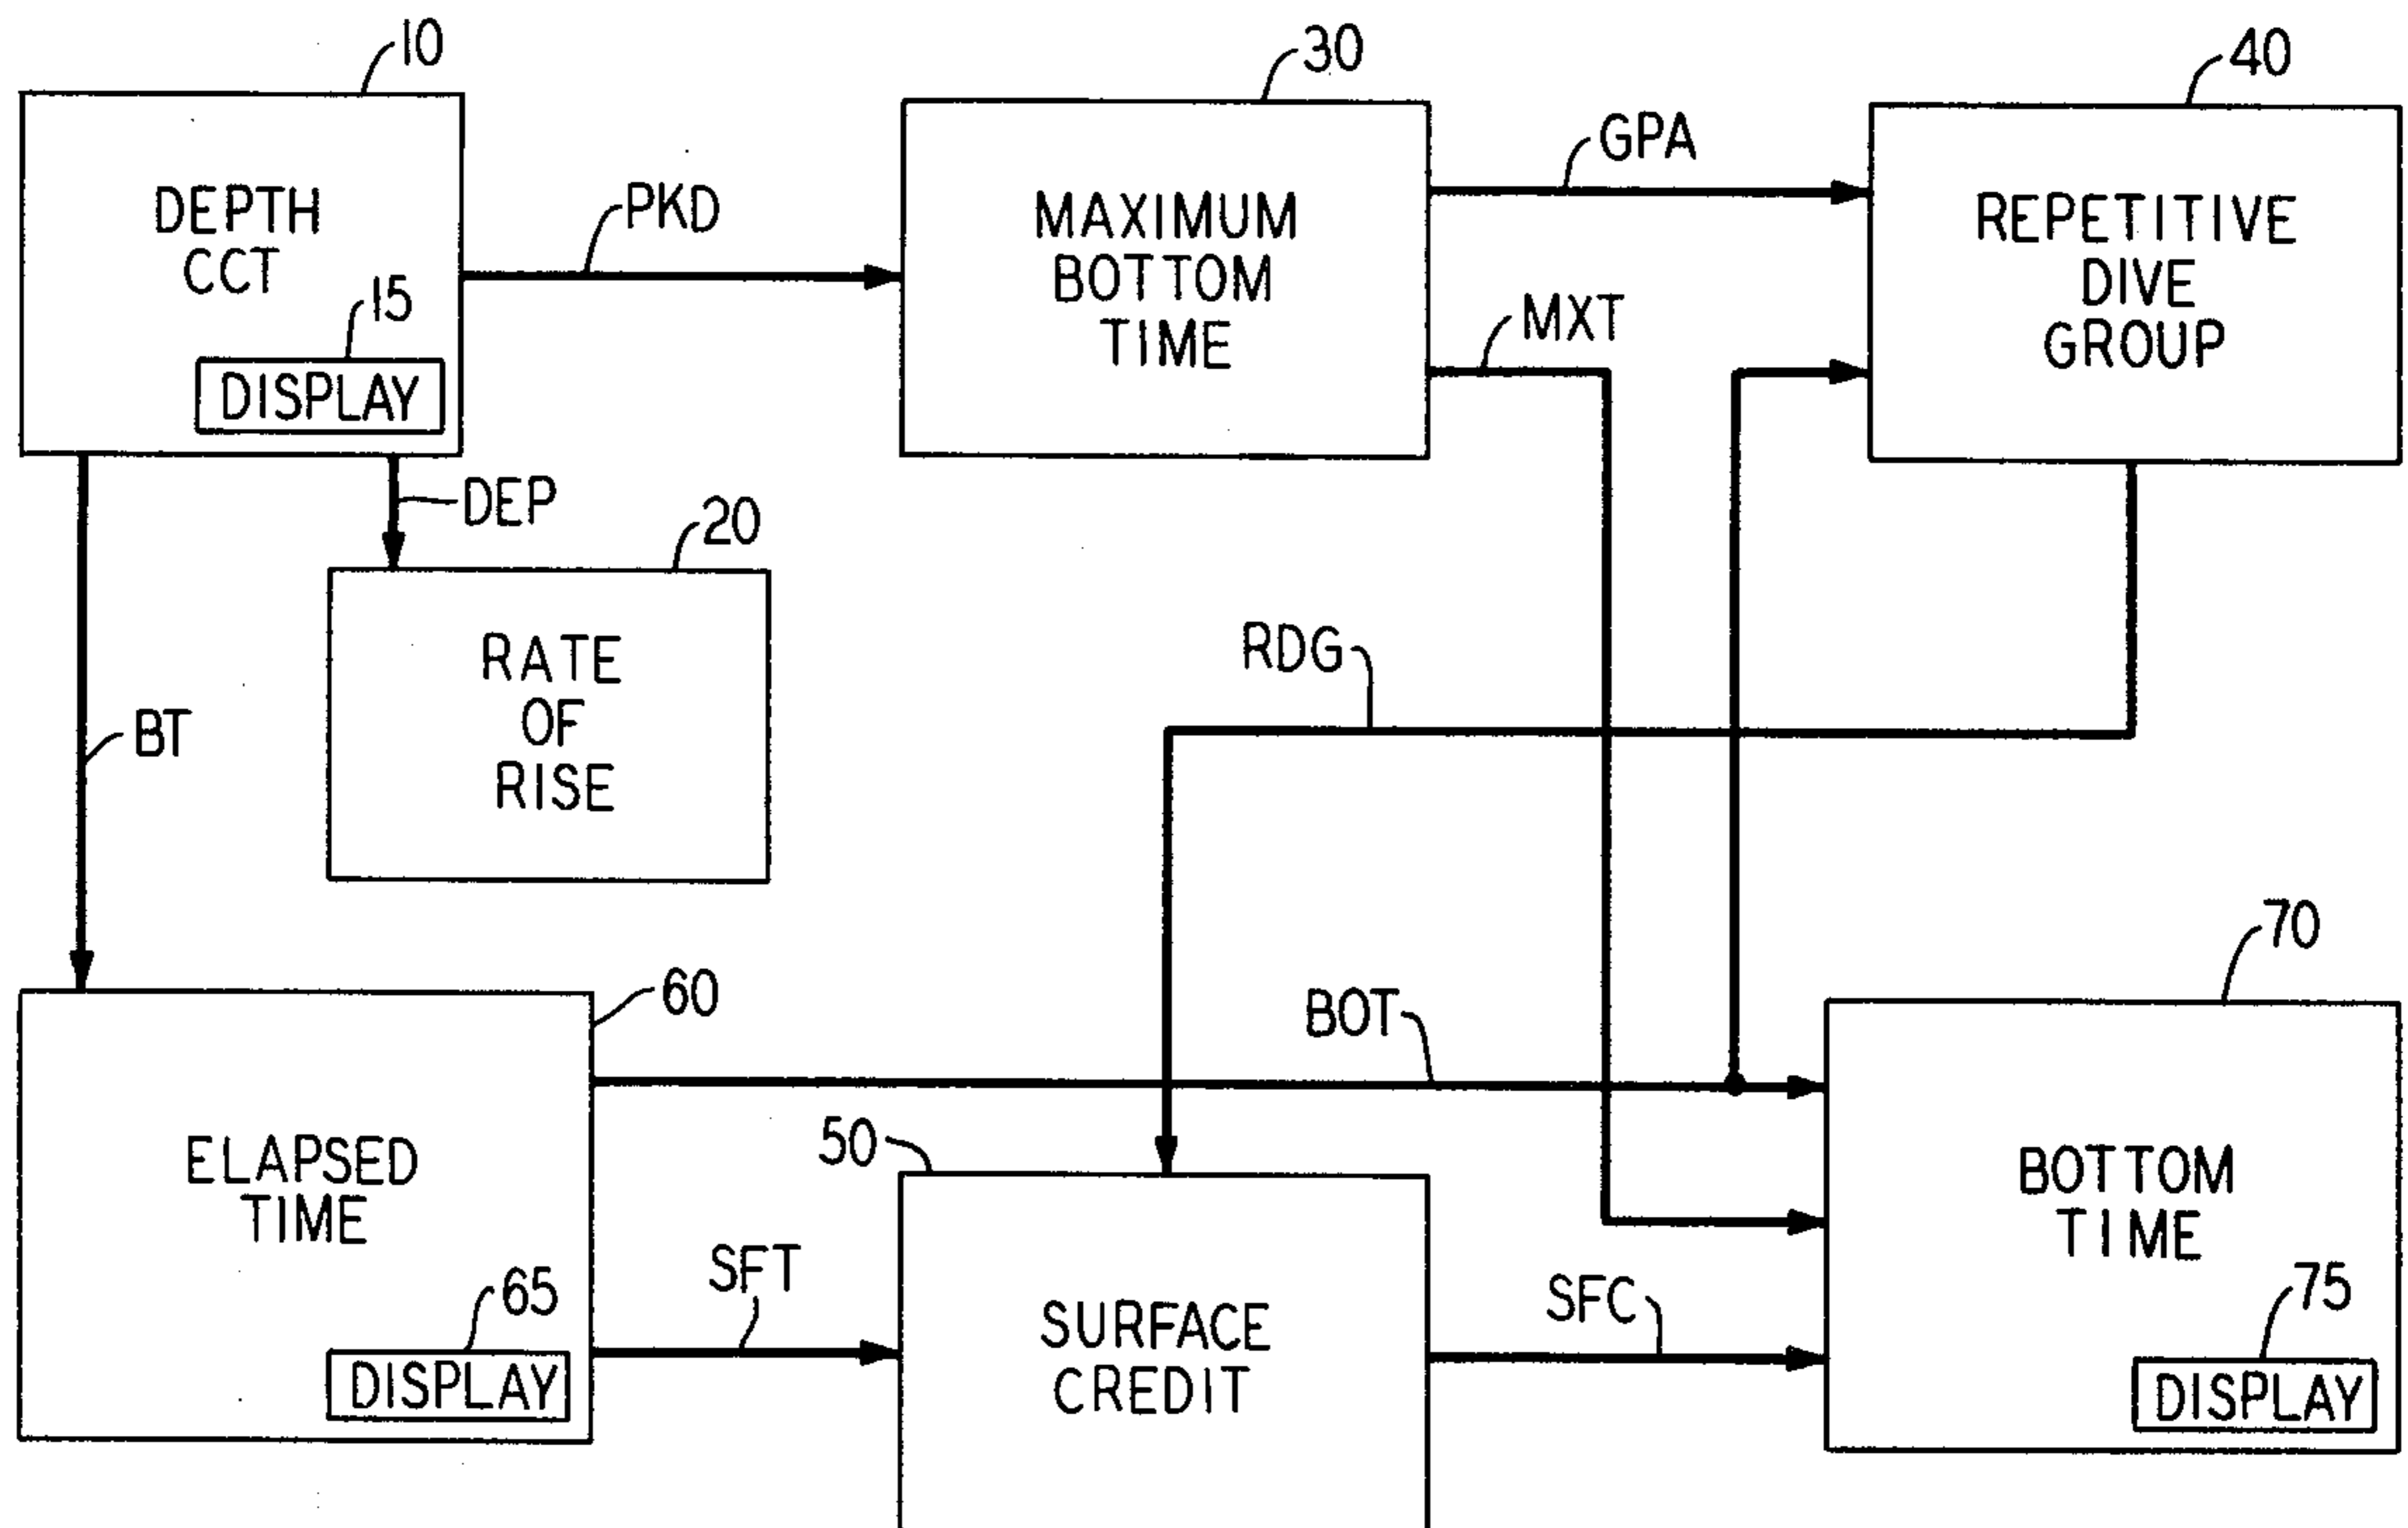 10
30
40
DEPTH
CCT
15
DISPLAY
PKD
MAXIMUM
BOTTOM
TIME
GPA
MXT
REPETITIVE
DIVE
GROUP
DEP
20
RATE
OF
RISE
BT
RDG
60
BOT
70
ELAPSED
TIME
65
DISPLAY
SFT
50
SURFACE
CREDIT
SFC
BOTTOM
TIME
75
DISPLAY